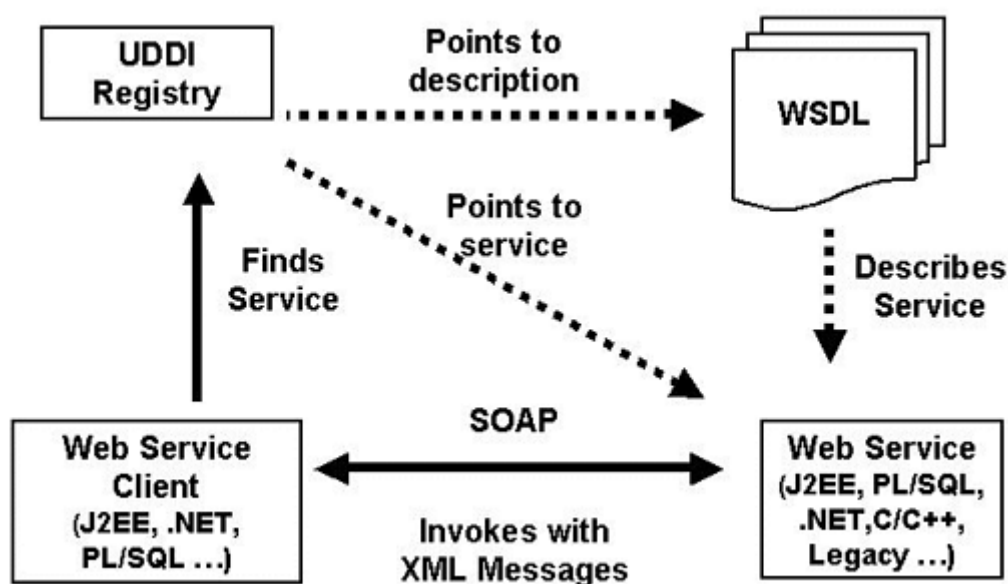 UDDI
Registry
Points to
description
WSDL
Points to
service
Finds
Service
Describes
Service
SOAP
Web Service
Client
(J2EE, .NET,
PL/SQL ...)
Invokes with
XML Messages
Web Service
(J2EE, PL/SQL,
.NET,C/C++,
Legacy ...)